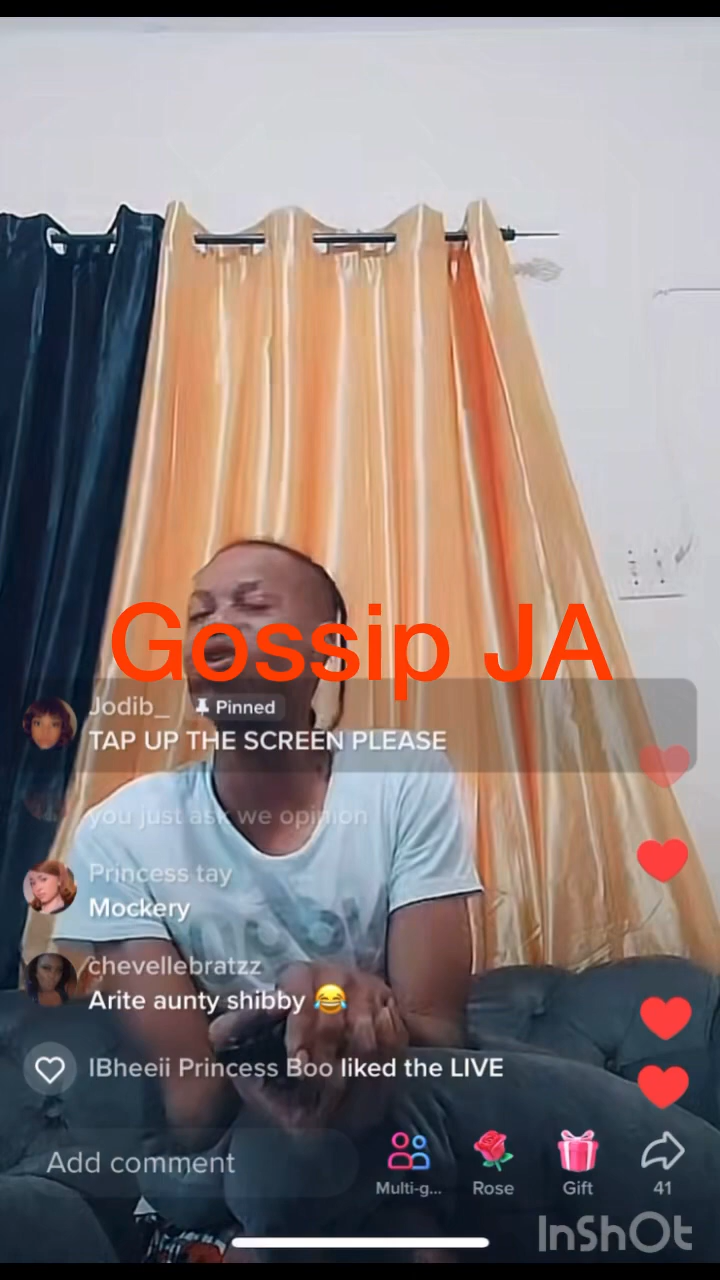 Gossip JA
Jodib_ Pinned
TAP UP THE SCREEN PLEASE
you just ask we opinion
Princess tay
Mockery
chevellebratzz
Arite aunty shibby 😂
IBheeii Princess Boo liked the LIVE
Add comment
Multi-g...
Rose
Gift
41
InShOt